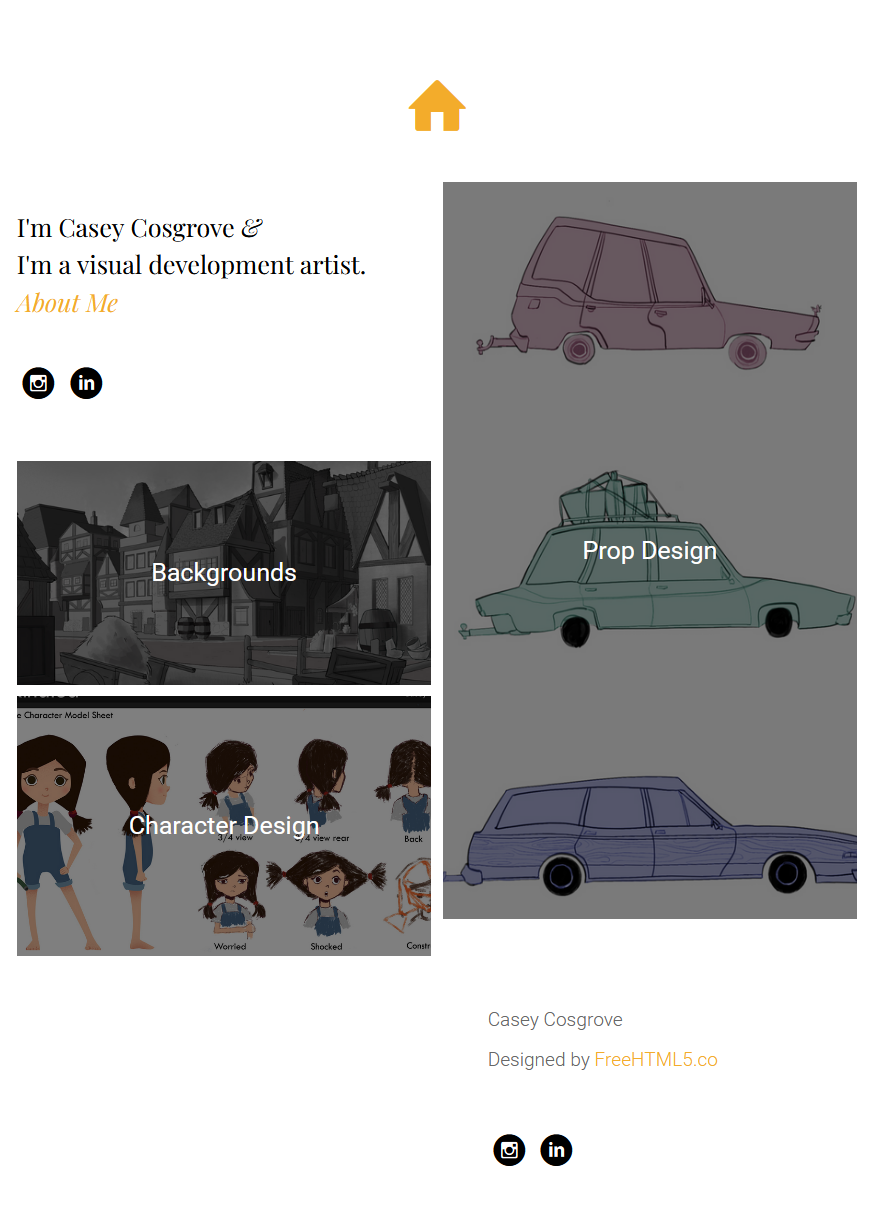 I'm Casey Cosgrove &
I'm a visual development artist.
About Me
in
Backgrounds
Prop Design
e Character Model Sheet
Character Design
3/4 view
3/4 view rear
Back
Worried
Shocked
Constr
Casey Cosgrove
Designed by FreeHTML5.co
in